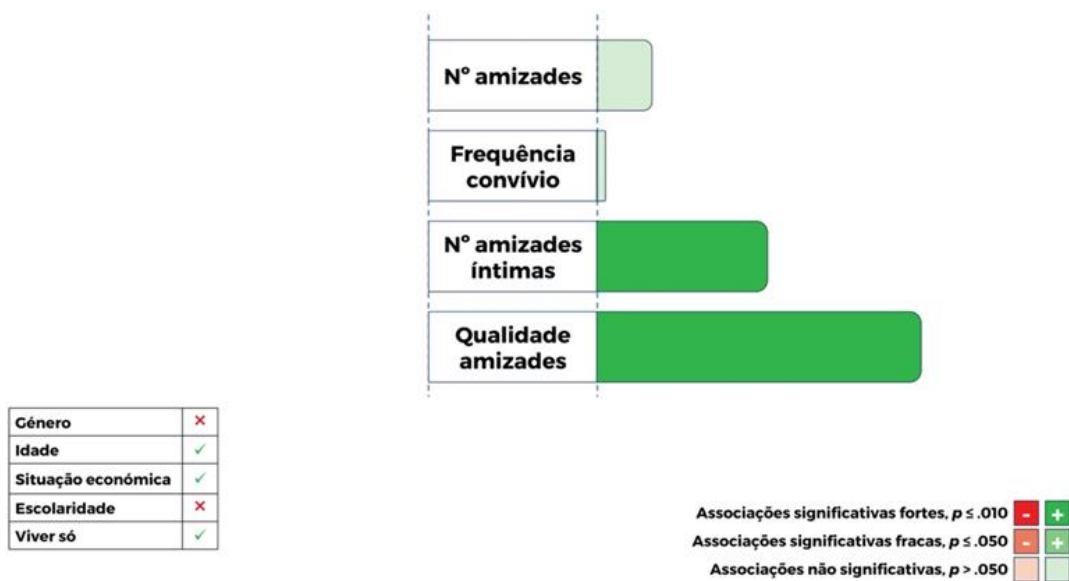 Nº amizades
Frequência
convívio
Nº amizades
íntimas
Qualidade
amizades
Género ×
Idade ✓
Situação económica ✓
Escolaridade ×
Viver só ✓
Associações significativas fortes, p ≤ .010 - +
Associações significativas fracas, p ≤ .050 - +
Associações não significativas, p > .050